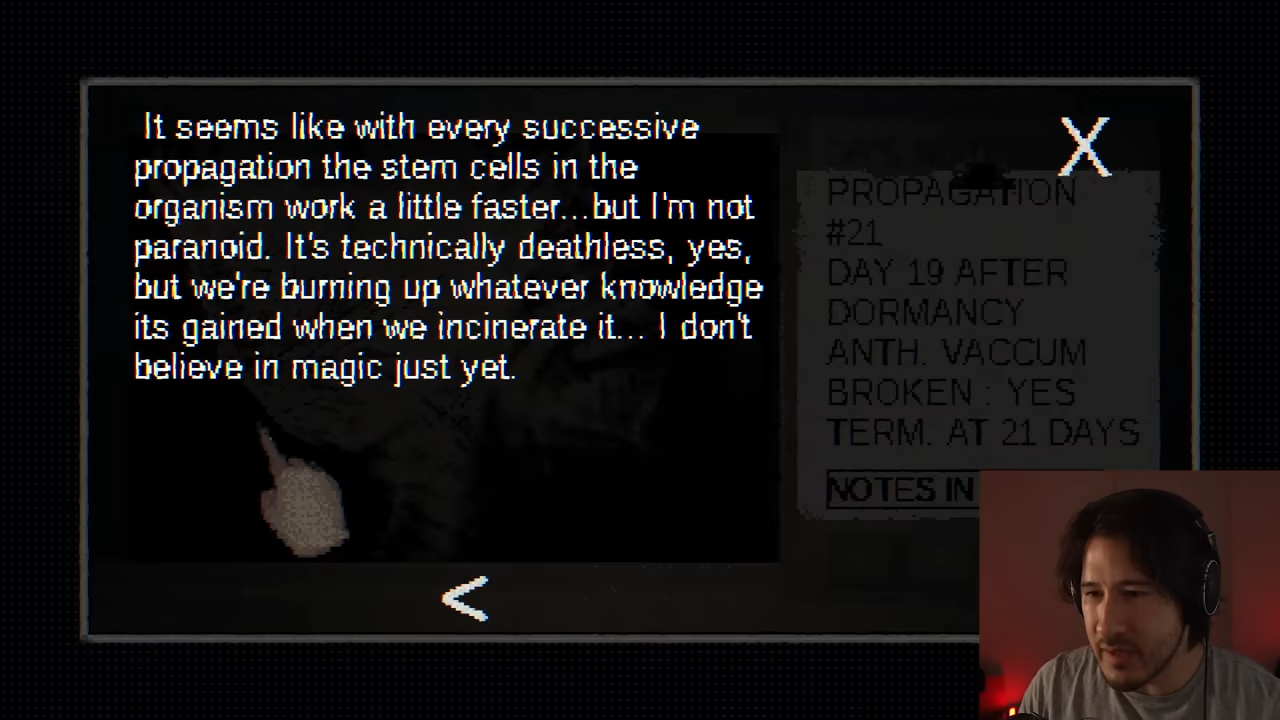 It seems like with every successive
propagation the stem cells in the
organism work a little faster...but I'm not
paranoid. It's technically deathless, yes,
but we're burning up whatever knowledge
its gained when we incinerate it... I don't
believe in magic just yet.
X
PROPAGATION
#21
DAY 19 AFTER
DORMANCY
ANTH. VACCUM
BROKEN : YES
TERM. AT 21 DAYS
NOTES IN
<